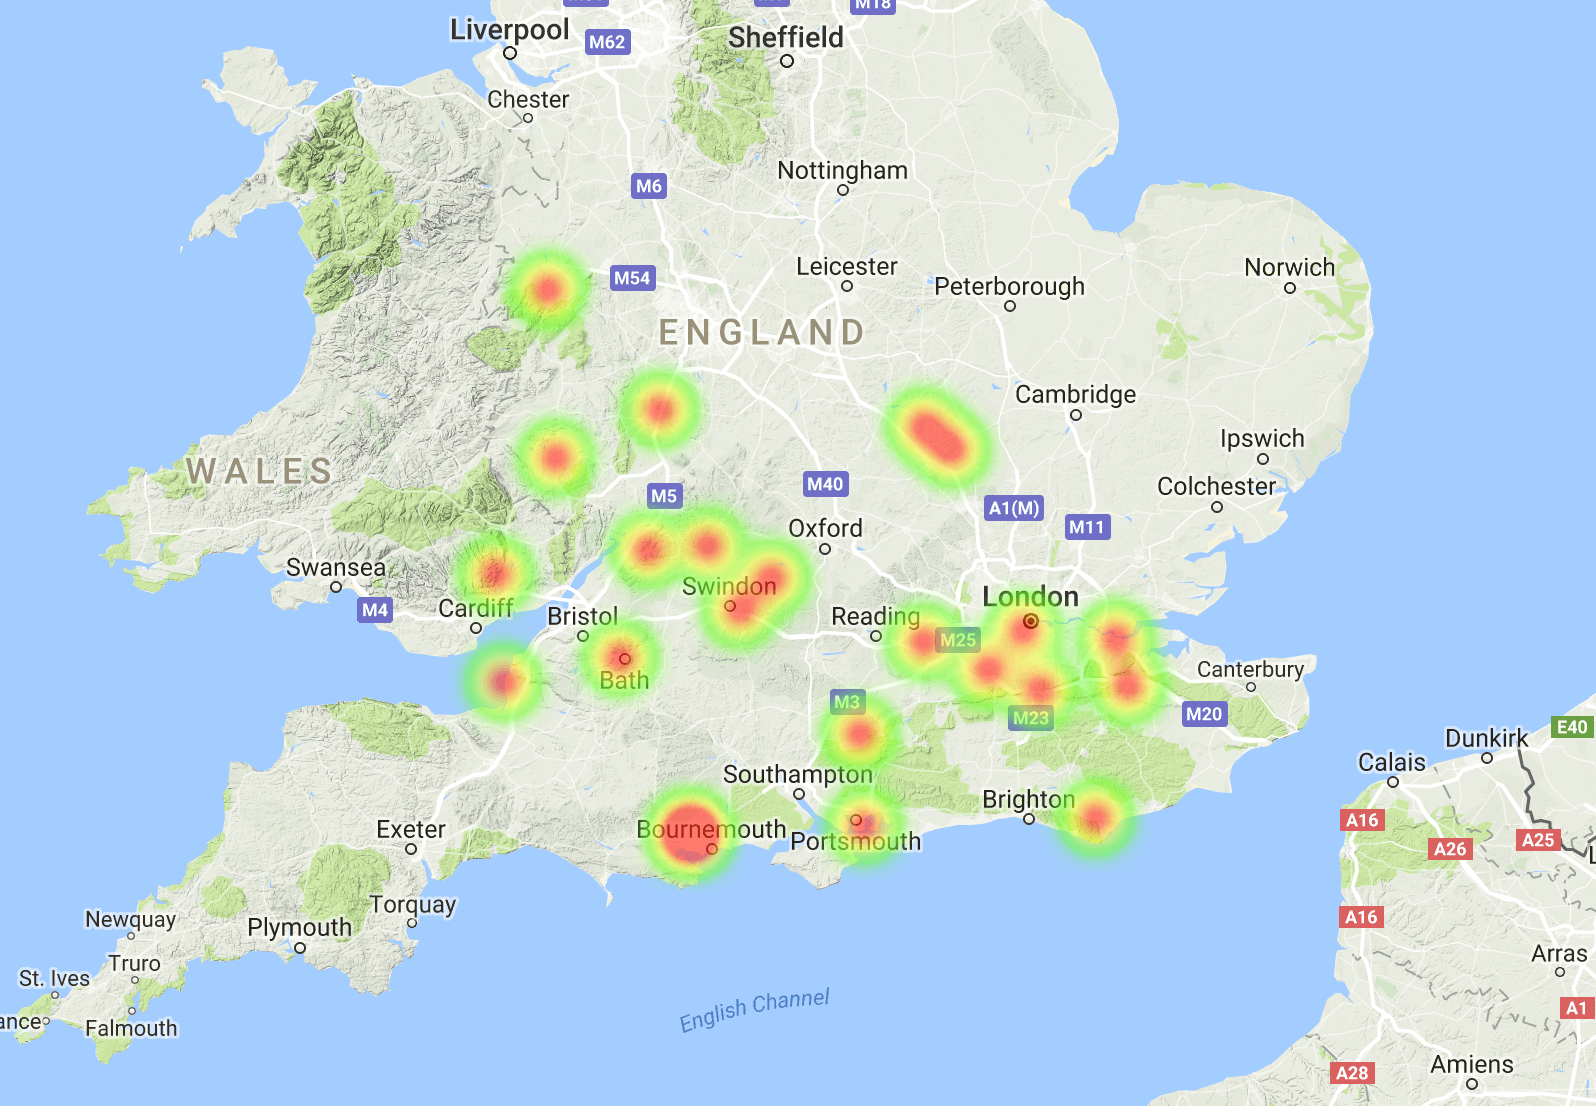 M18
Liverpool
M62
Sheffield
Chester
Nottingham
M6
Leicester
Norwich
M54
Peterborough
ENGLAND
Cambridge
Ipswich
WALES
M40
Colchester
M5
A1(M)
M11
Oxford
Swansea
Swindon
London
M4
Cardiff
Bristol
Reading
M25
Canterbury
Bath
M3
M23
M20
E40
Dunkirk
Calais
Southampton
Brighton
A16
Exeter
Bournemouth
Portsmouth
A26
A25
Torquay
Newquay
Plymouth
A16
Truro
Arras
St. Ives
English Channel
A1
ance
Falmouth
Amiens
A28